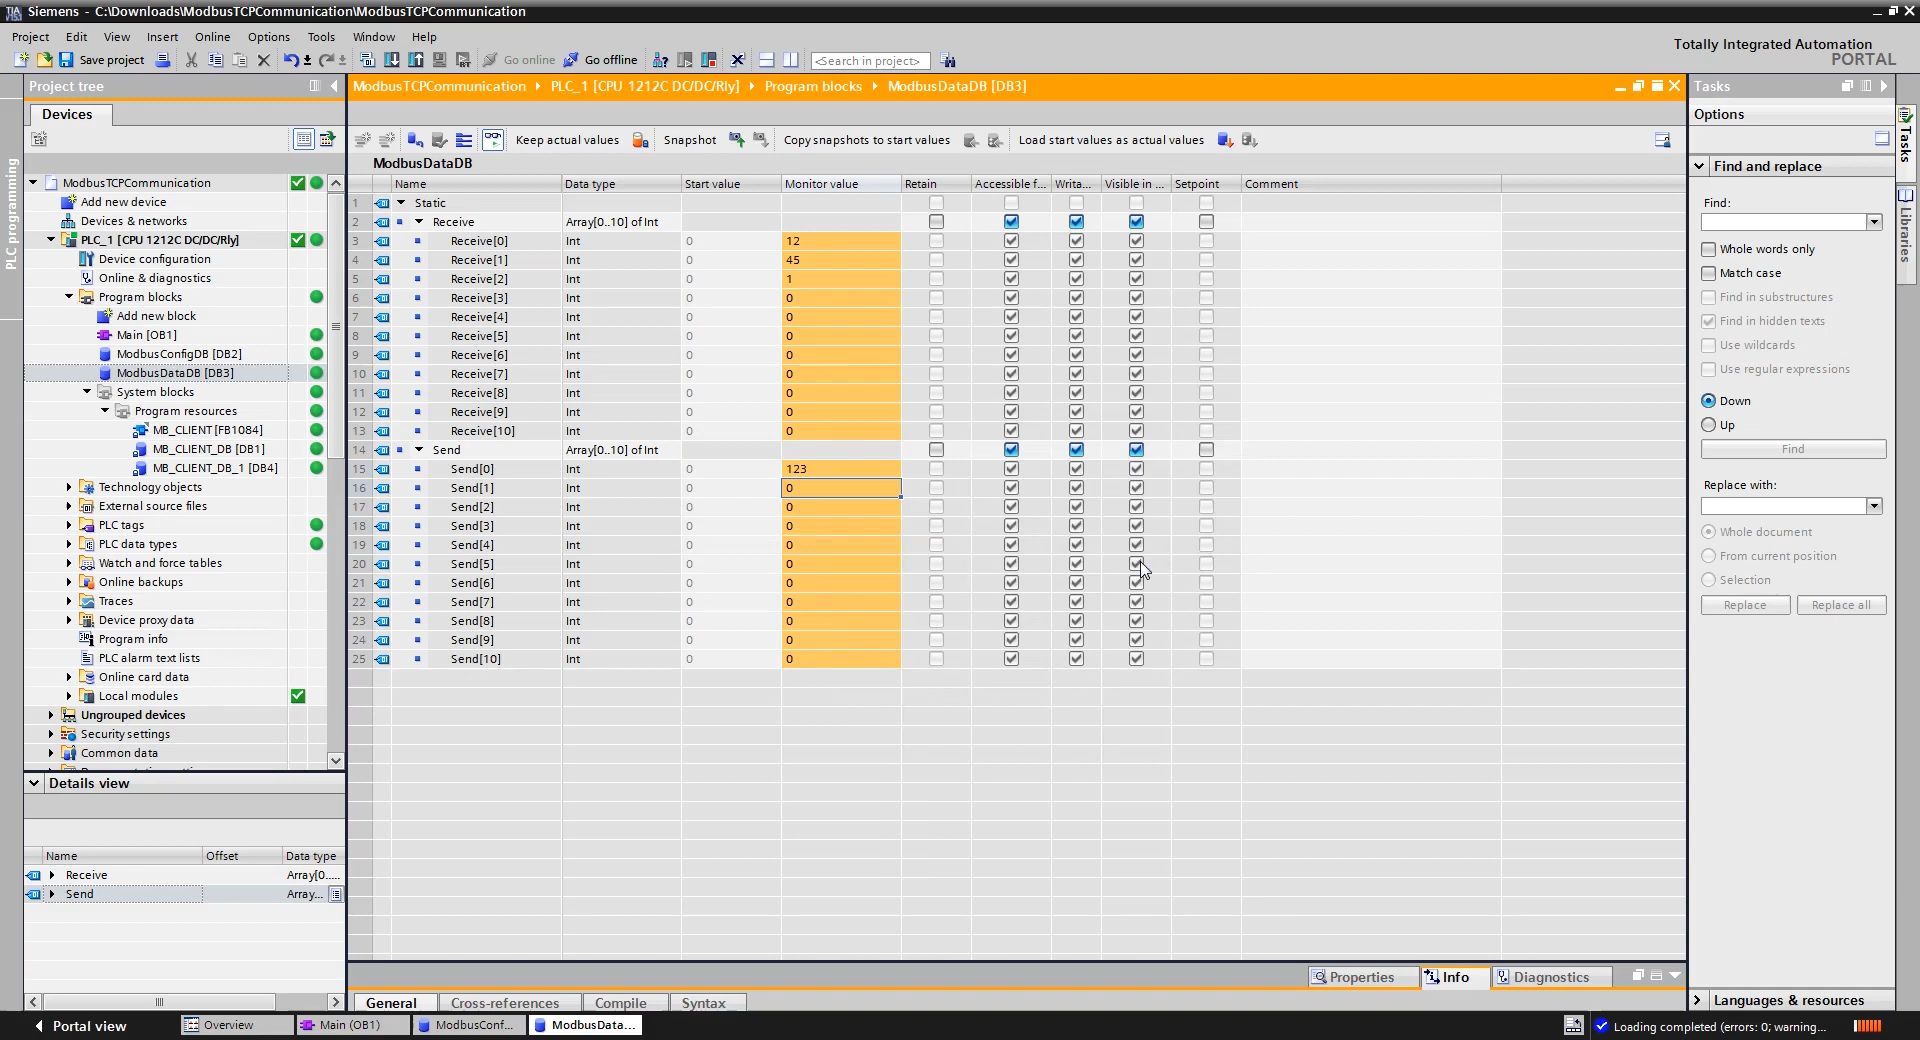 Siemens - C:\Downloads\ModbusTCPCommunication\ModbusTCPCommunication
Project Edit View Insert Online Options Tools Window Help
Totally Integrated Automation
PORTAL
Save project Go online Go offline <Search in project>
Project tree
ModbusTCPCommunication PLC_1 [CPU 1212C DC/DC/Rly] Program blocks ModbusDataDB [DB3]
Tasks
Devices
Options
Keep actual values Snapshot Copy snapshots to start values Load start values as actual values
PLC programming
Tasks
Libraries
ModbusTCPCommunication
Add new device
Devices & networks
PLC_1 [CPU 1212C DC/DC/Rly]
Device configuration
Online & diagnostics
Program blocks
Add new block
Main [OB1]
ModbusConfigDB [DB2]
ModbusDataDB [DB3]
System blocks
Program resources
MB_CLIENT [FB1084]
MB_CLIENT_DB [DB1]
MB_CLIENT_DB_1 [DB4]
Technology objects
External source files
PLC tags
PLC data types
Watch and force tables
Online backups
Traces
Device proxy data
Program info
PLC alarm text lists
Online card data
Local modules
Ungrouped devices
Security settings
Common data
Details view
Name Offset Data type
Receive Array[0....
Send Array...
ModbusDataDB
Name Data type Start value Monitor value Retain Accessible f... Writa... Visible in ... Setpoint Comment
1 Static
2 Receive Array[0..10] of Int
3 Receive[0] Int 0 12
4 Receive[1] Int 0 45
5 Receive[2] Int 0 1
6 Receive[3] Int 0 0
7 Receive[4] Int 0 0
8 Receive[5] Int 0 0
9 Receive[6] Int 0 0
10 Receive[7] Int 0 0
11 Receive[8] Int 0 0
12 Receive[9] Int 0 0
13 Receive[10] Int 0 0
14 Send Array[0..10] of Int
15 Send[0] Int 0 123
16 Send[1] Int 0 0
17 Send[2] Int 0 0
18 Send[3] Int 0 0
19 Send[4] Int 0 0
20 Send[5] Int 0 0
21 Send[6] Int 0 0
22 Send[7] Int 0 0
23 Send[8] Int 0 0
24 Send[9] Int 0 0
25 Send[10] Int 0 0
Find and replace
Find:
Whole words only
Match case
Find in substructures
Find in hidden texts
Use wildcards
Use regular expressions
Down
Up
Find
Replace with:
Whole document
From current position
Selection
Replace Replace all
Languages & resources
Properties Info Diagnostics
General Cross-references Compile Syntax
Portal view Overview Main (OB1) ModbusConf... ModbusData... Loading completed (errors: 0; warning...